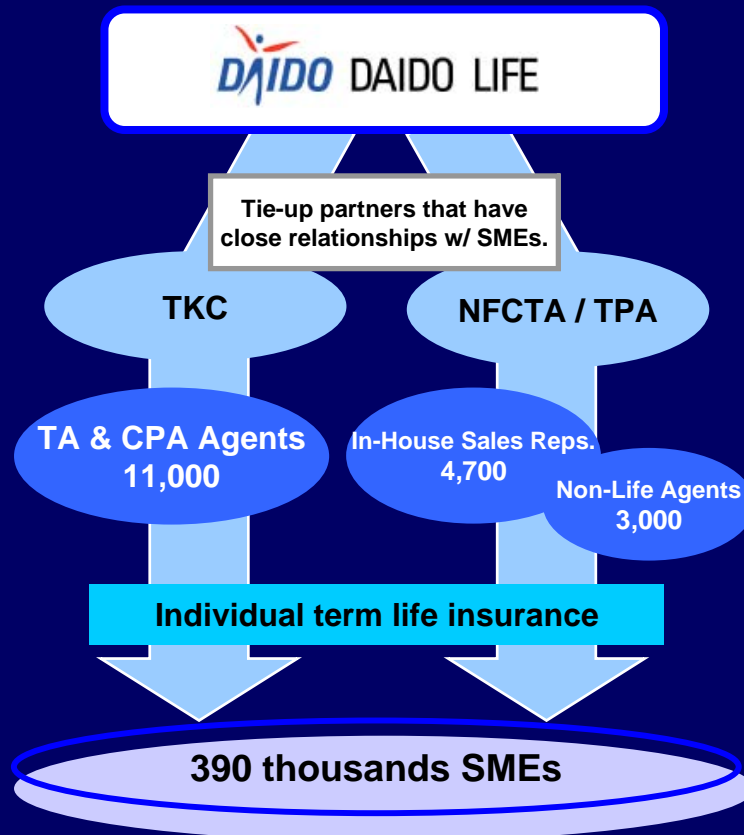 DAIDO DAIDO LIFE
Tie-up partners that have
close relationships w/ SMEs.
TKC
NFCTA / TPA
TA & CPA Agents
11,000
In-House Sales Reps.
4,700
Non-Life Agents
3,000
Individual term life insurance
390 thousands SMEs